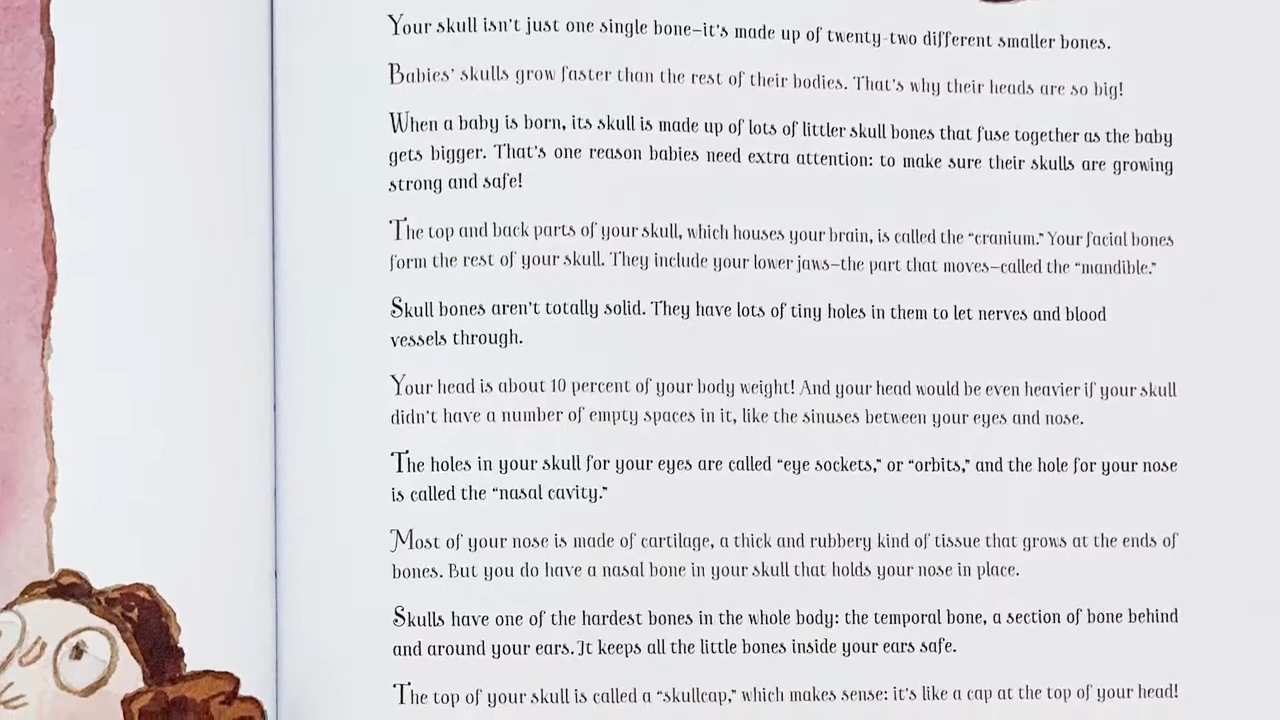 Your skull isn't just one single bone—it's made up of twenty-two different smaller bones.
Babies' skulls grow faster than the rest of their bodies. That's why their heads are so big!
When a baby is born, its skull is made up of lots of littler skull bones that fuse together as the baby
gets bigger. That's one reason babies need extra attention: to make sure their skulls are growing
strong and safe!
The top and back parts of your skull, which houses your brain, is called the “cranium.” Your facial bones
form the rest of your skull. They include your lower jaws—the part that moves—called the “mandible.”
Skull bones aren't totally solid. They have lots of tiny holes in them to let nerves and blood
vessels through.
Your head is about 10 percent of your body weight! And your head would be even heavier if your skull
didn't have a number of empty spaces in it, like the sinuses between your eyes and nose.
The holes in your skull for your eyes are called “eye sockets,” or “orbits,” and the hole for your nose
is called the “nasal cavity.”
Most of your nose is made of cartilage, a thick and rubbery kind of tissue that grows at the ends of
bones. But you do have a nasal bone in your skull that holds your nose in place.
Skulls have one of the hardest bones in the whole body: the temporal bone, a section of bone behind
and around your ears. It keeps all the little bones inside your ears safe.
The top of your skull is called a “skullcap,” which makes sense: it's like a cap at the top of your head!